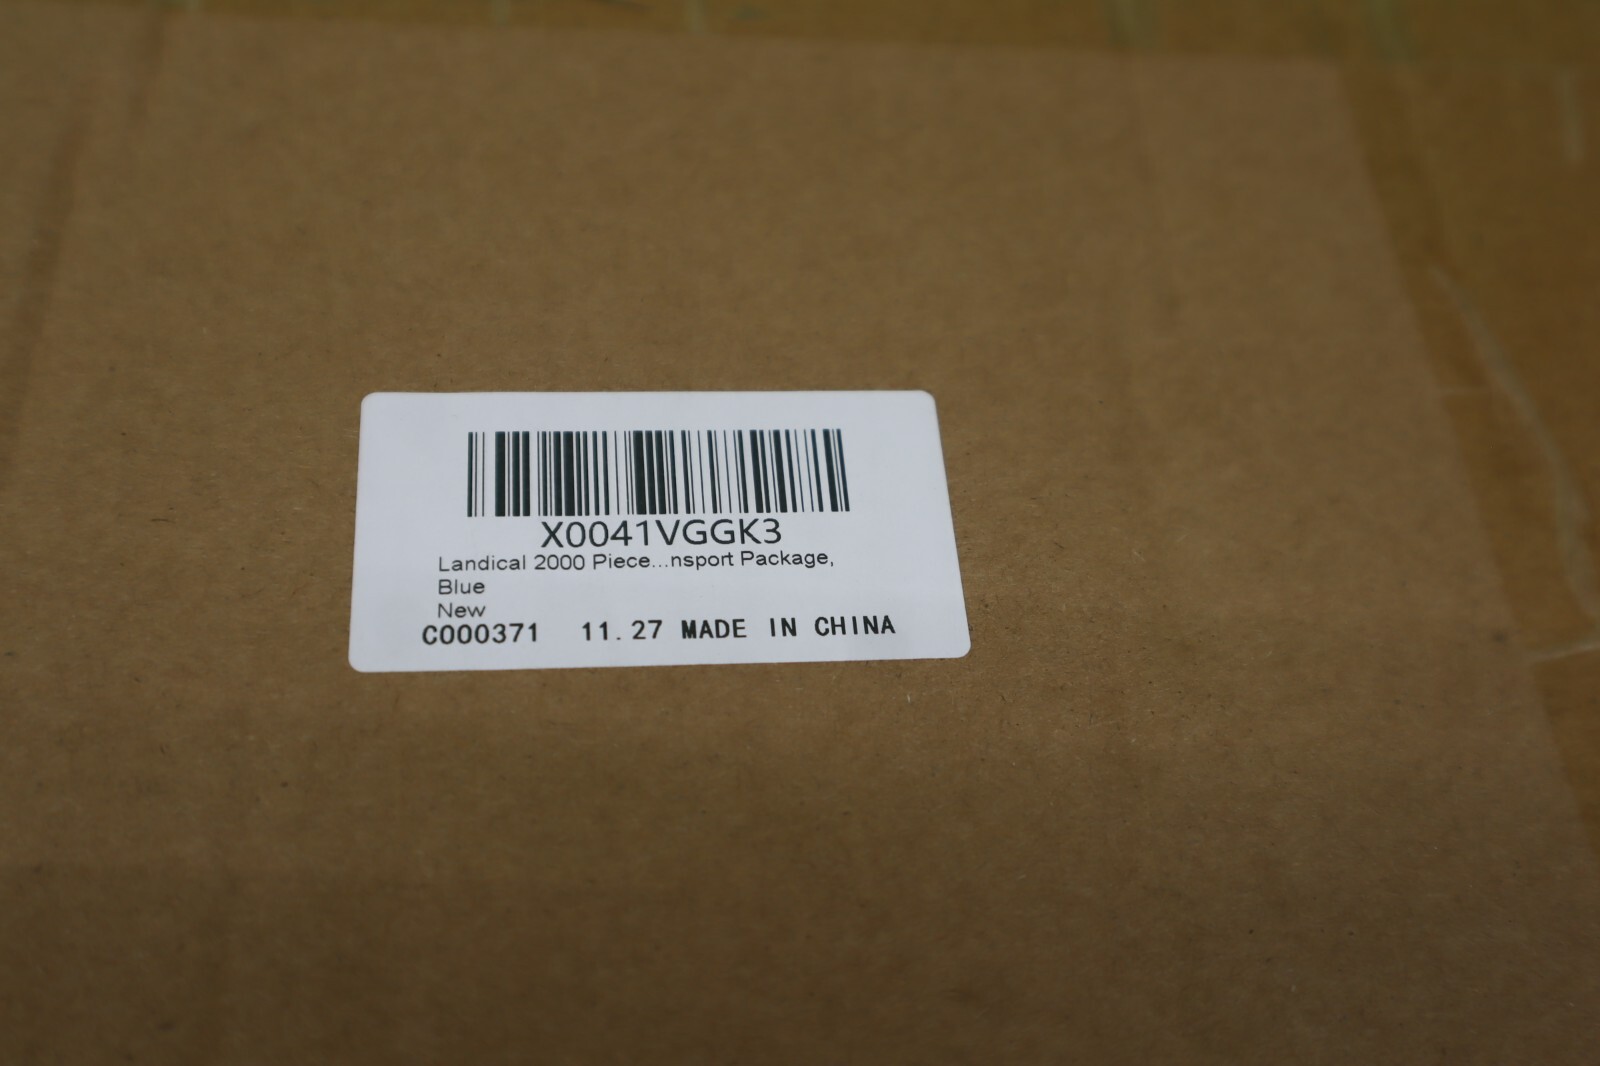 X0041VGGK3
Landical 2000 Piece...nsport Package,
Blue
New
C000371 11.27 MADE IN CHINA